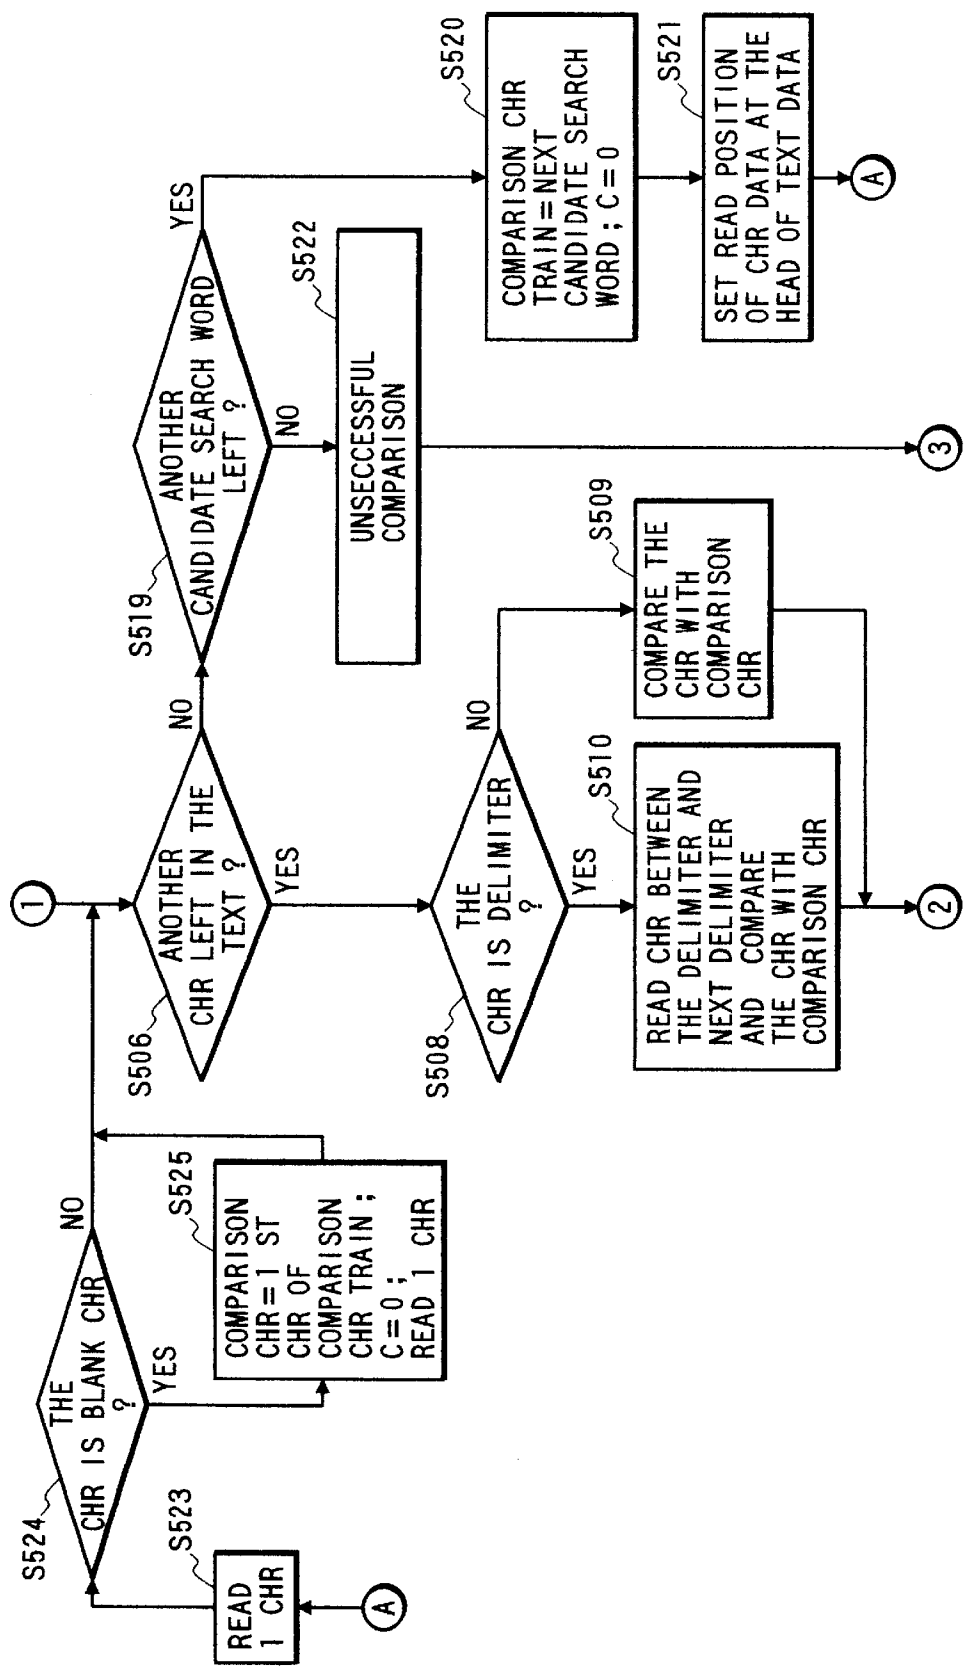 A
READ
1 CHR
S523
S524
THE
CHR IS BLANK CHR
?
NO
YES
S525
COMPARISON
CHR=1 ST
CHR OF
COMPARISON
CHR TRAIN;
C=0;
READ 1 CHR
1
S506
ANOTHER
CHR LEFT IN THE
TEXT ?
NO
YES
S508
THE
CHR IS DELIMITER
?
NO
YES
S510
READ CHR BETWEEN
THE DELIMITER AND
NEXT DELIMITER
AND COMPARE
THE CHR WITH
COMPARISON CHR
2
S509
COMPARE THE
CHR WITH
COMPARISON
CHR
S519
ANOTHER
CANDIDATE SEARCH WORD
LEFT ?
YES
NO
S522
UNSECCESSFUL
COMPARISON
3
S520
COMPARISON CHR
TRAIN=NEXT
CANDIDATE SEARCH
WORD; C=0
S521
SET READ POSITION
OF CHR DATA AT THE
HEAD OF TEXT DATA
A